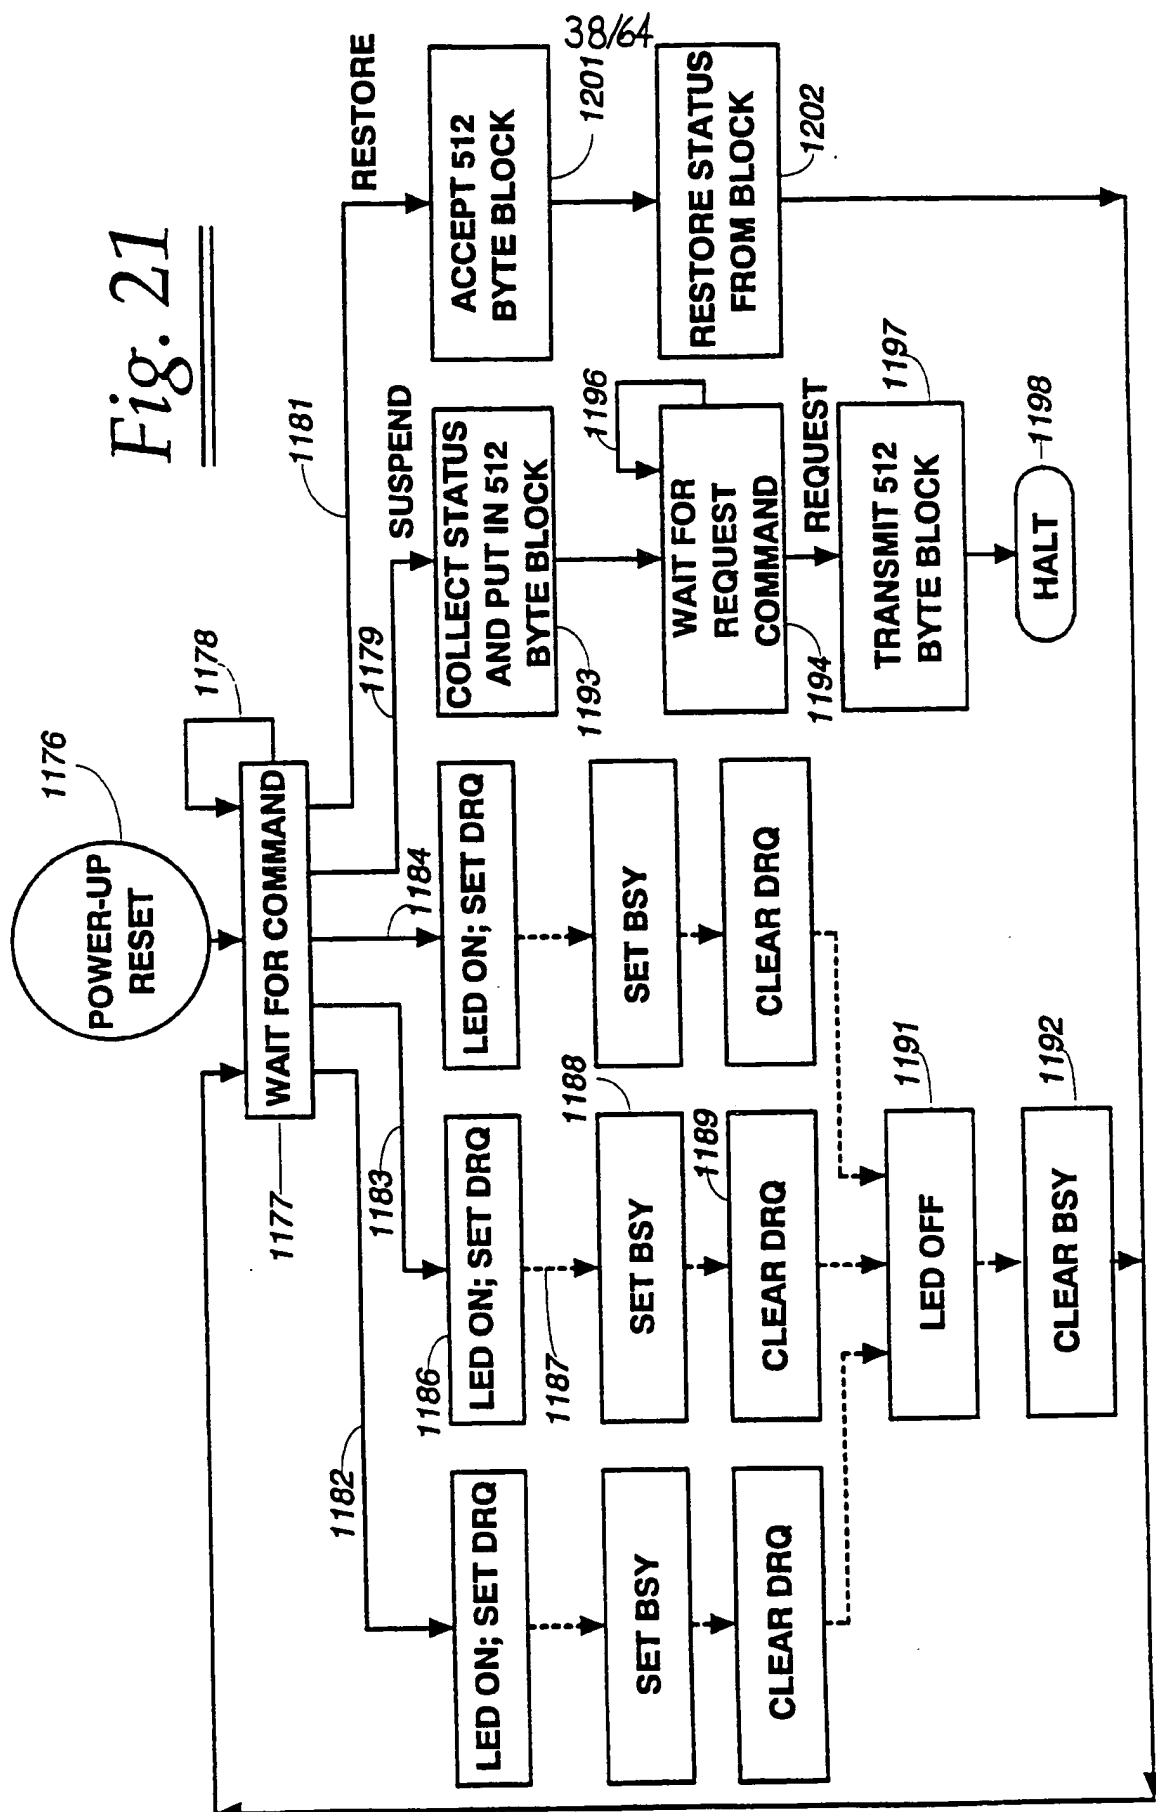 38/64
Fig. 21
POWER-UP
RESET
1176
WAIT FOR COMMAND
1177
1178
1182
1183
1184
1179
1181
SUSPEND
RESTORE
LED ON; SET DRQ
SET BSY
CLEAR DRQ
1186
LED ON; SET DRQ
1187
1188
SET BSY
1189
CLEAR DRQ
LED ON; SET DRQ
SET BSY
CLEAR DRQ
LED OFF
1191
CLEAR BSY
1192
COLLECT STATUS
AND PUT IN 512
BYTE BLOCK
1193
WAIT FOR
REQUEST
COMMAND
1194
1196
REQUEST
TRANSMIT 512
BYTE BLOCK
1197
HALT
1198
ACCEPT 512
BYTE BLOCK
1201
RESTORE STATUS
FROM BLOCK
1202